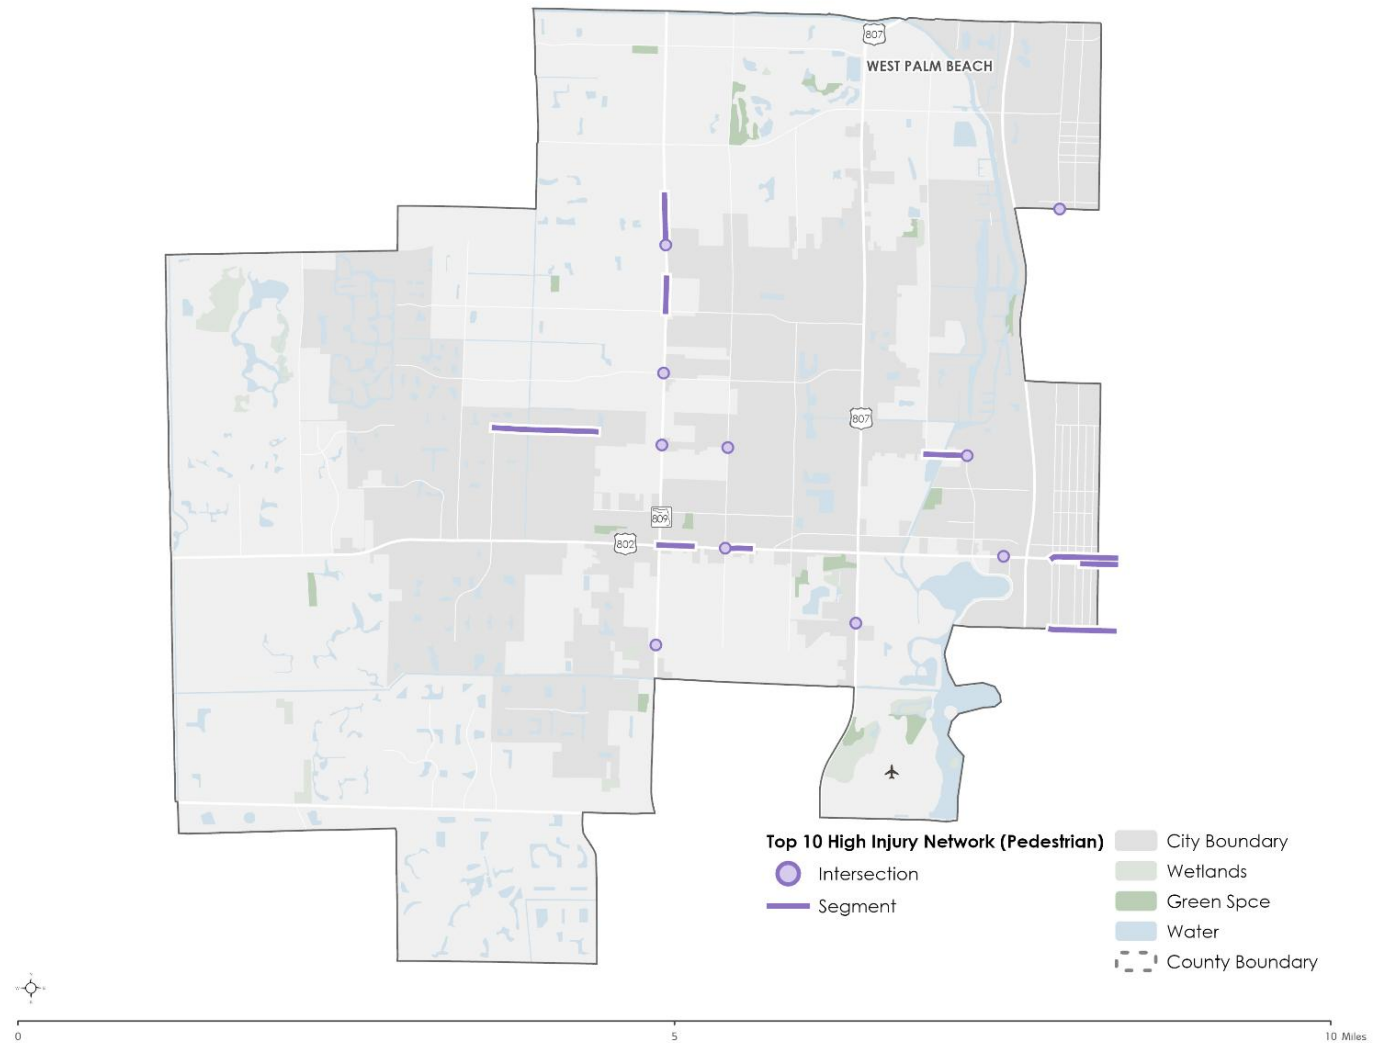 807
WEST PALM BEACH
807
809
802
Top 10 High Injury Network (Pedestrian)
Intersection
Segment
City Boundary
Wetlands
Green Spce
Water
County Boundary
0
5
10 Miles